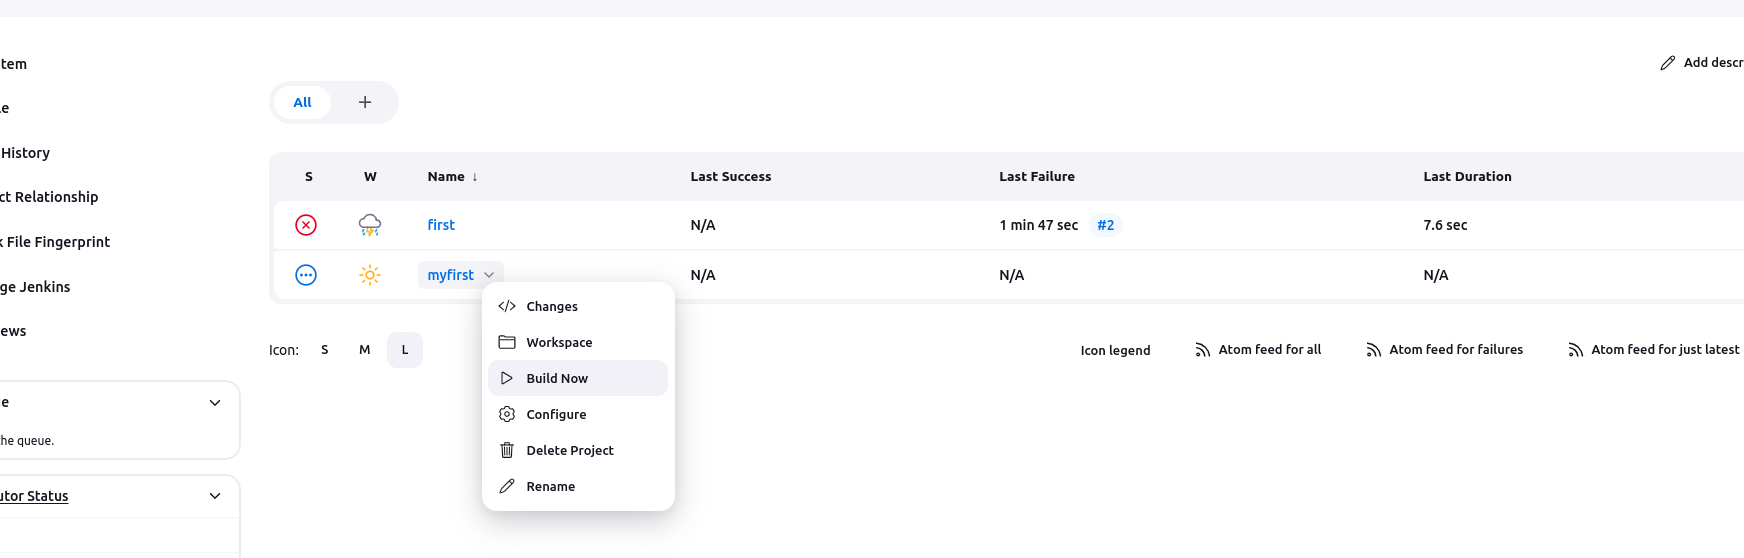 tem
Add descr
le
All +
History
S W Name ↓ Last Success Last Failure Last Duration
ct Relationship
first N/A 1 min 47 sec #2 7.6 sec
k File Fingerprint
myfirst N/A N/A N/A
ge Jenkins
Changes
ews
Workspace
Icon: S M L
Icon legend Atom feed for all Atom feed for failures Atom feed for just latest
Build Now
e
Configure
he queue.
Delete Project
Rename
utor Status